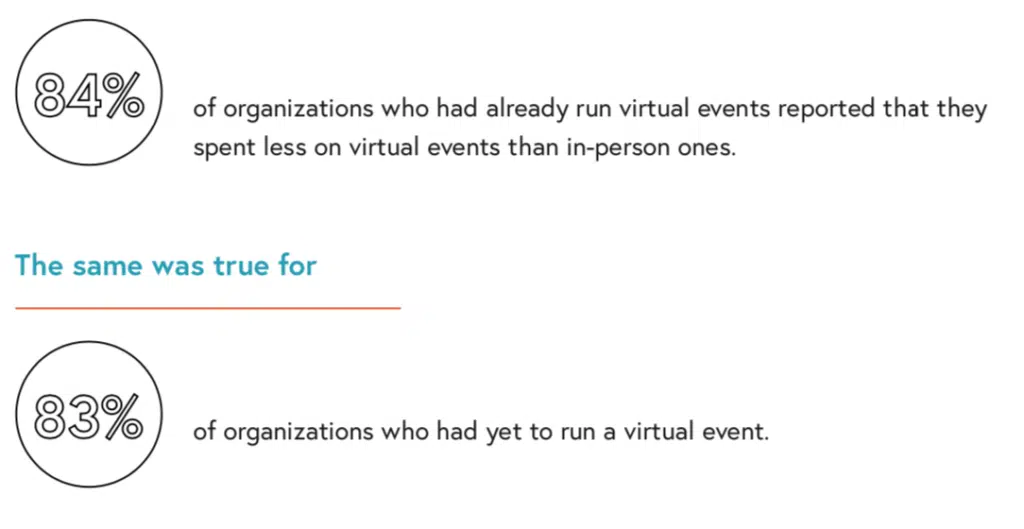 84%
of organizations who had already run virtual events reported that they
spent less on virtual events than in-person ones.
The same was true for
83%
of organizations who had yet to run a virtual event.